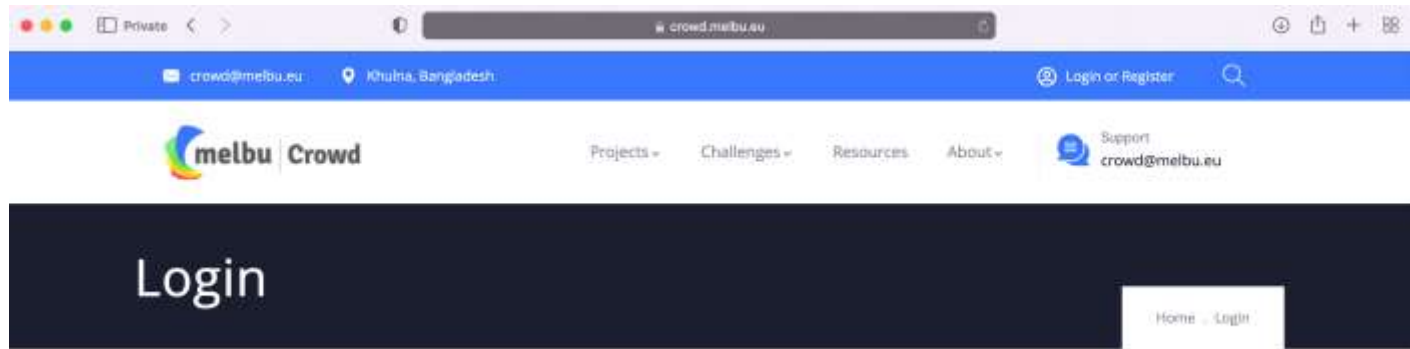 Private
crowd.melbu.eu
crowd@melbu.eu Khulna, Bangladesh Login or Register
melbu Crowd Projects Challenges Resources About Support
crowd@melbu.eu
Login
Home . Login